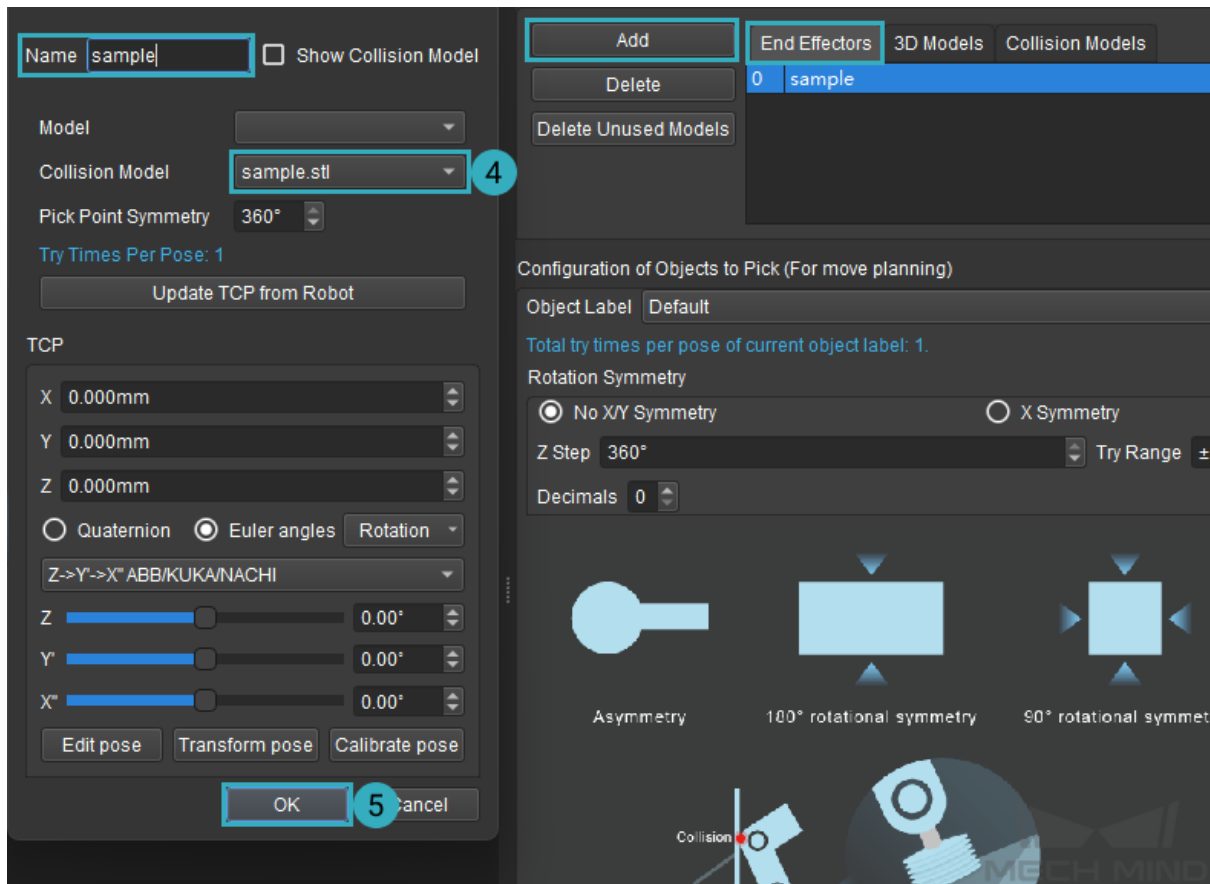 Name sample Show Collision Model
Model
Collision Model sample.stl 4
Pick Point Symmetry 360°
Try Times Per Pose: 1
Update TCP from Robot
TCP
X 0.000mm
Y 0.000mm
Z 0.000mm
Quaternion Euler angles Rotation
Z->Y'->X'' ABB/KUKA/NACHI
Z 0.00°
Y' 0.00°
X'' 0.00°
Edit pose Transform pose Calibrate pose
OK 5 Cancel
Add
Delete
Delete Unused Models
End Effectors 3D Models Collision Models
0 sample
Configuration of Objects to Pick (For move planning)
Object Label Default
Total try times per pose of current object label: 1.
Rotation Symmetry
No X/Y Symmetry X Symmetry
Z Step 360° Try Range ±
Decimals 0
Asymmetry 180° rotational symmetry 90° rotational symmet
Collision
MECH MIND